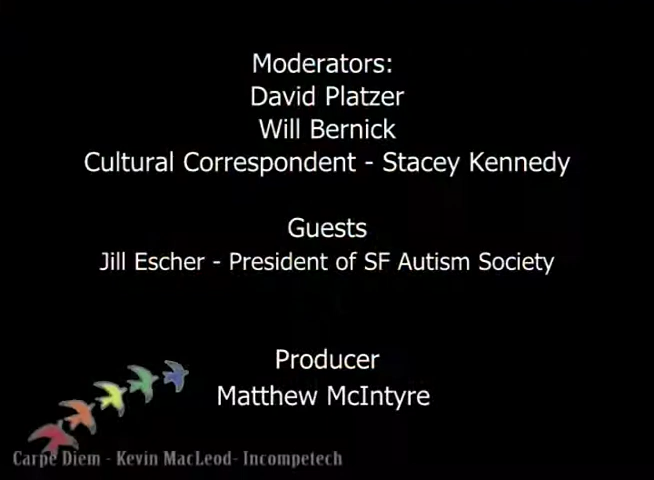 Moderators:
David Platzer
Will Bernick
Cultural Correspondent - Stacey Kennedy
Guests
Jill Escher - President of SF Autism Society
Producer
Matthew McIntyre
Carpe Diem - Kevin MacLeod- Incompetech